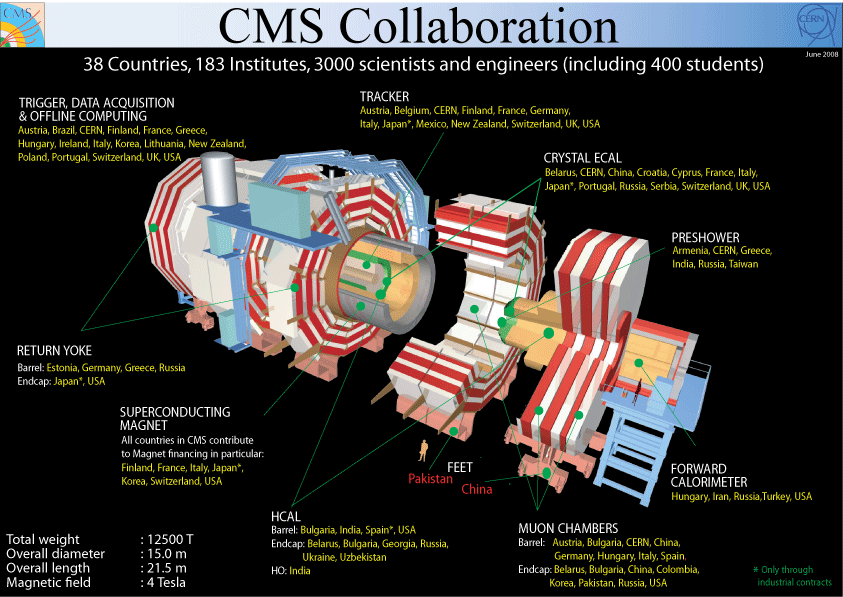 CMS
CMS Collaboration
CERN
June 2008
38 Countries, 183 Institutes, 3000 scientists and engineers (including 400 students)
TRIGGER, DATA ACQUISITION
& OFFLINE COMPUTING
Austria, Brazil, CERN, Finland, France, Greece,
Hungary, Ireland, Italy, Korea, Lithuania, New Zealand,
Poland, Portugal, Switzerland, UK, USA
TRACKER
Austria, Belgium, CERN, Finland, France, Germany,
Italy, Japan*, Mexico, New Zealand, Switzerland, UK, USA
CRYSTAL ECAL
Belarus, CERN, China, Croatia, Cyprus, France, Italy,
Japan*, Portugal, Russia, Serbia, Switzerland, UK, USA
PRESHOWER
Armenia, CERN, Greece,
India, Russia, Taiwan
RETURN YOKE
Barrel: Estonia, Germany, Greece, Russia
Endcap: Japan*, USA
SUPERCONDUCTING
MAGNET
All countries in CMS contribute
to Magnet financing in particular:
Finland, France, Italy, Japan*,
Korea, Switzerland, USA
FEET
Pakistan
China
FORWARD
CALORIMETER
Hungary, Iran, Russia,Turkey, USA
HCAL
Barrel: Bulgaria, India, Spain*, USA
Endcap: Belarus, Bulgaria, Georgia, Russia,
Ukraine, Uzbekistan
HO: India
MUON CHAMBERS
Barrel: Austria, Bulgaria, CERN, China,
Germany, Hungary, Italy, Spain.
Endcap: Belarus, Bulgaria, China, Colombia,
Korea, Pakistan, Russia, USA
Total weight : 12500 T
Overall diameter : 15.0 m
Overall length : 21.5 m
Magnetic field : 4 Tesla
* Only through
industrial contracts